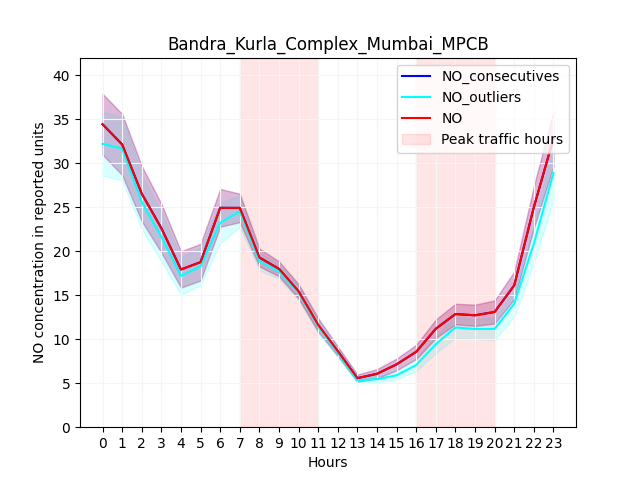 Bandra_Kurla_Complex_Mumbai_MPCB
NO_consecutives
NO_outliers
NO
Peak traffic hours
NO concentration in reported units
40
35
30
25
20
15
10
5
0
0 1 2 3 4 5 6 7 8 9 10 11 12 13 14 15 16 17 18 19 20 21 22 23
Hours